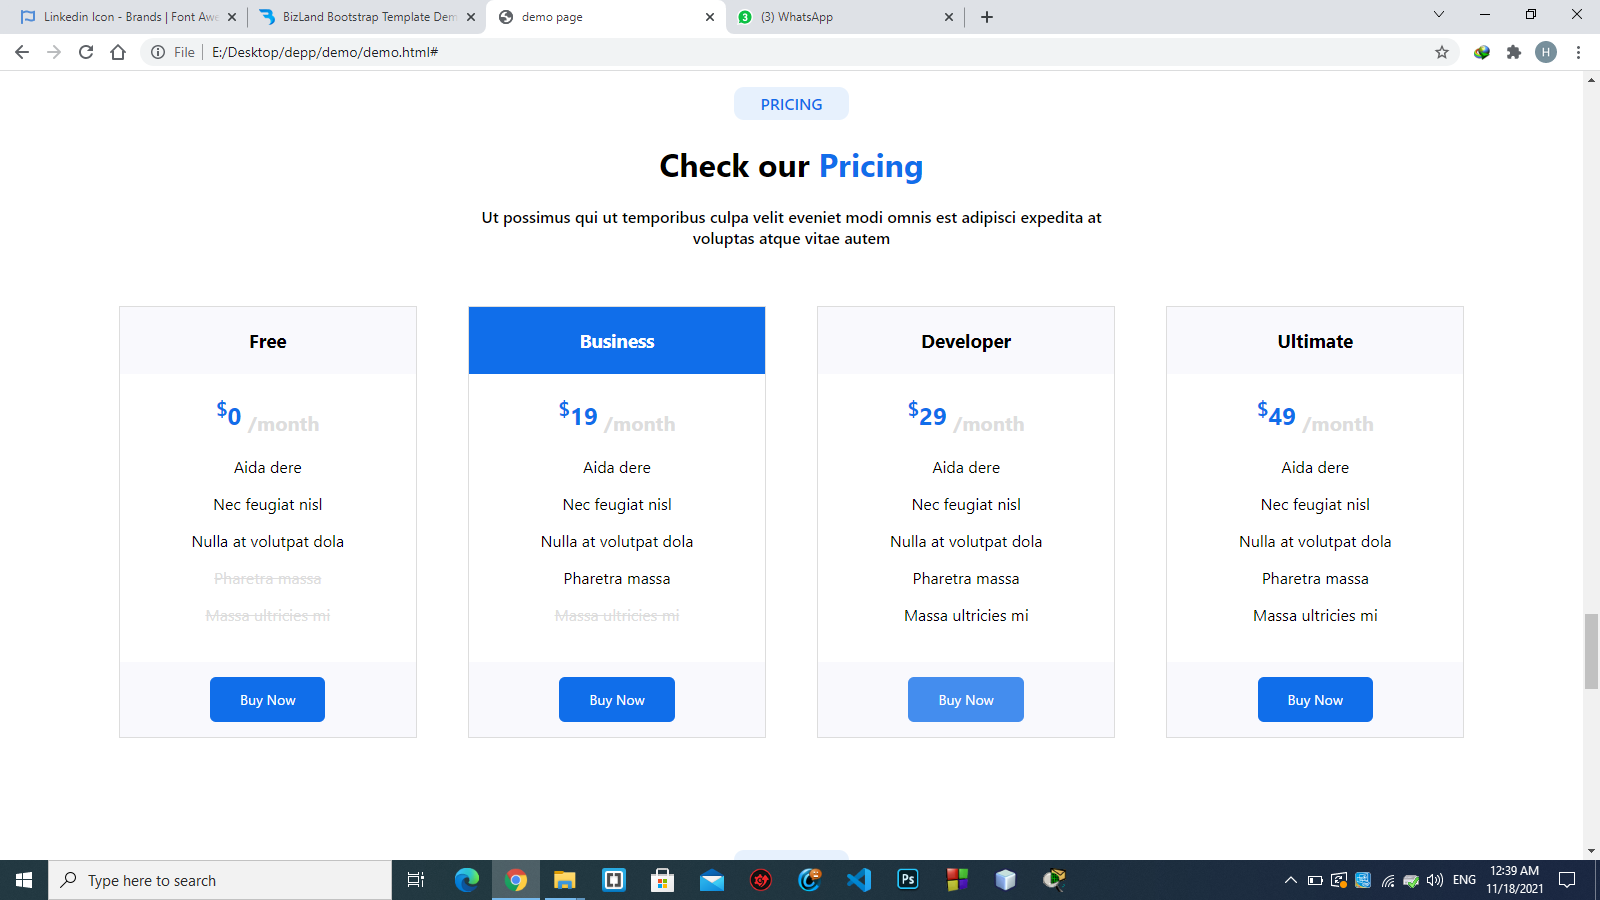 Linkedin Icon - Brands | Font Awe
BizLand Bootstrap Template Dem
demo page
(3) WhatsApp
File
E:/Desktop/depp/demo/demo.html#
H
PRICING
Check our Pricing
Ut possimus qui ut temporibus culpa velit eveniet modi omnis est adipisci expedita at
voluptas atque vitae autem
Free
$0 /month
Aida dere
Nec feugiat nisl
Nulla at volutpat dola
Pharetra massa
Massa ultricies mi
Buy Now
Business
$19 /month
Aida dere
Nec feugiat nisl
Nulla at volutpat dola
Pharetra massa
Massa ultricies mi
Buy Now
Developer
$29 /month
Aida dere
Nec feugiat nisl
Nulla at volutpat dola
Pharetra massa
Massa ultricies mi
Buy Now
Ultimate
$49 /month
Aida dere
Nec feugiat nisl
Nulla at volutpat dola
Pharetra massa
Massa ultricies mi
Buy Now
Type here to search
Ps
ENG
12:39 AM
11/18/2021